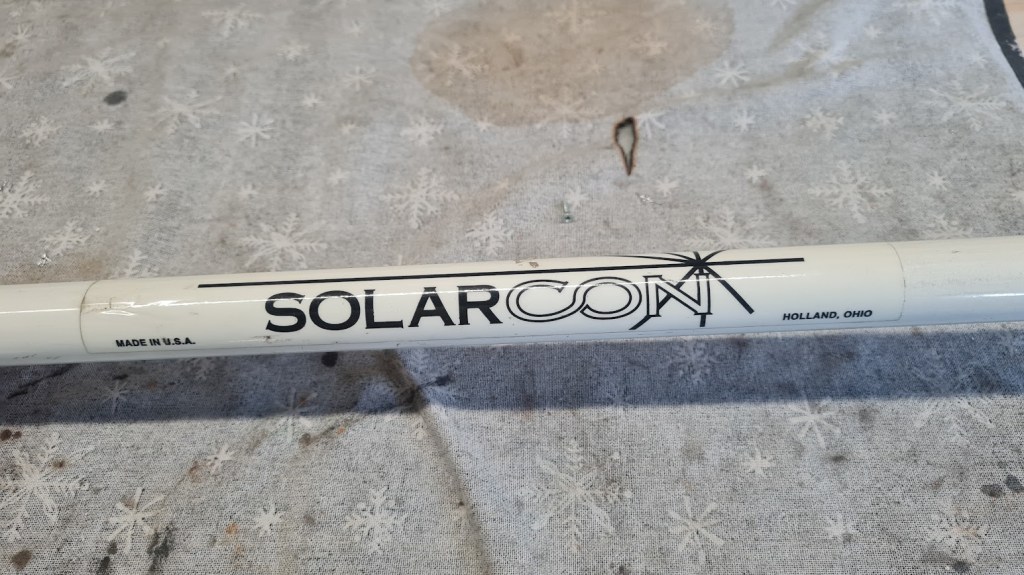 SOLARCON
MADE IN U.S.A.
HOLLAND, OHIO